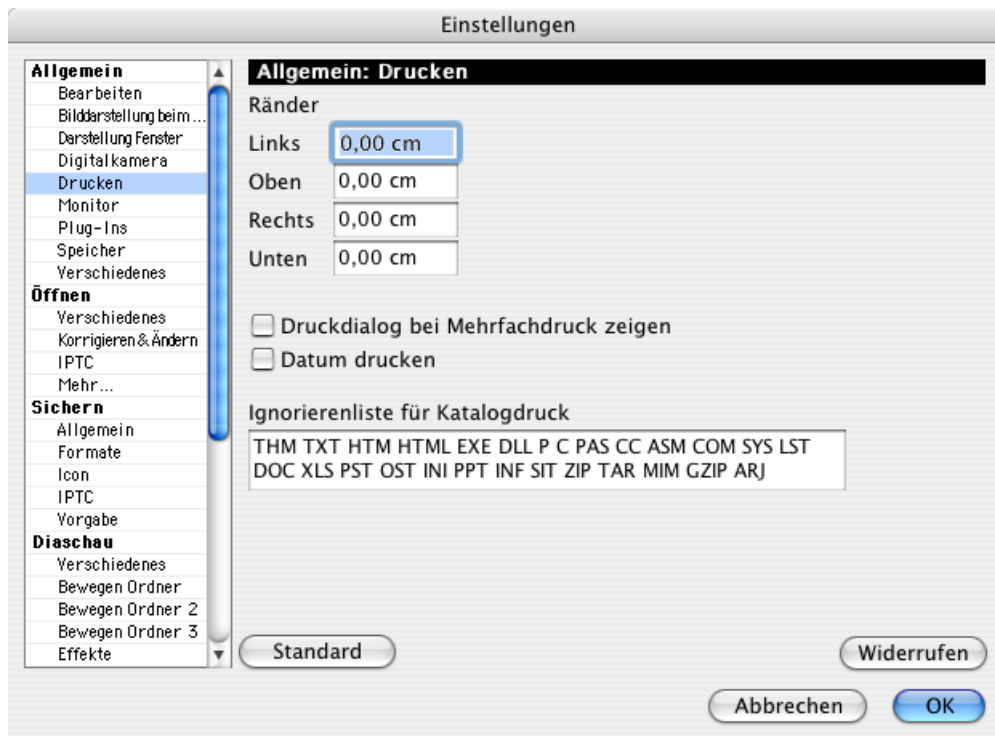 Einstellungen
Allgemein
Bearbeiten
Bilddarstellung beim ...
Darstellung Fenster
Digitalkamera
Drucken
Monitor
Plug-Ins
Speicher
Verschiedenes
Öffnen
Verschiedenes
Korrigieren & Ändern
IPTC
Mehr...
Sichern
Allgemein
Formate
Icon
IPTC
Vorgabe
Diaschau
Verschiedenes
Bewegen Ordner
Bewegen Ordner 2
Bewegen Ordner 3
Effekte
Allgemein: Drucken
Ränder
Links 0,00 cm
Oben 0,00 cm
Rechts 0,00 cm
Unten 0,00 cm
Druckdialog bei Mehrfachdruck zeigen
Datum drucken
Ignorierenliste für Katalogdruck
THM TXT HTM HTML EXE DLL P C PAS CC ASM COM SYS LST
DOC XLS PST OST INI PPT INF SIT ZIP TAR MIM GZIP ARJ
Standard
Widerrufen
Abbrechen
OK